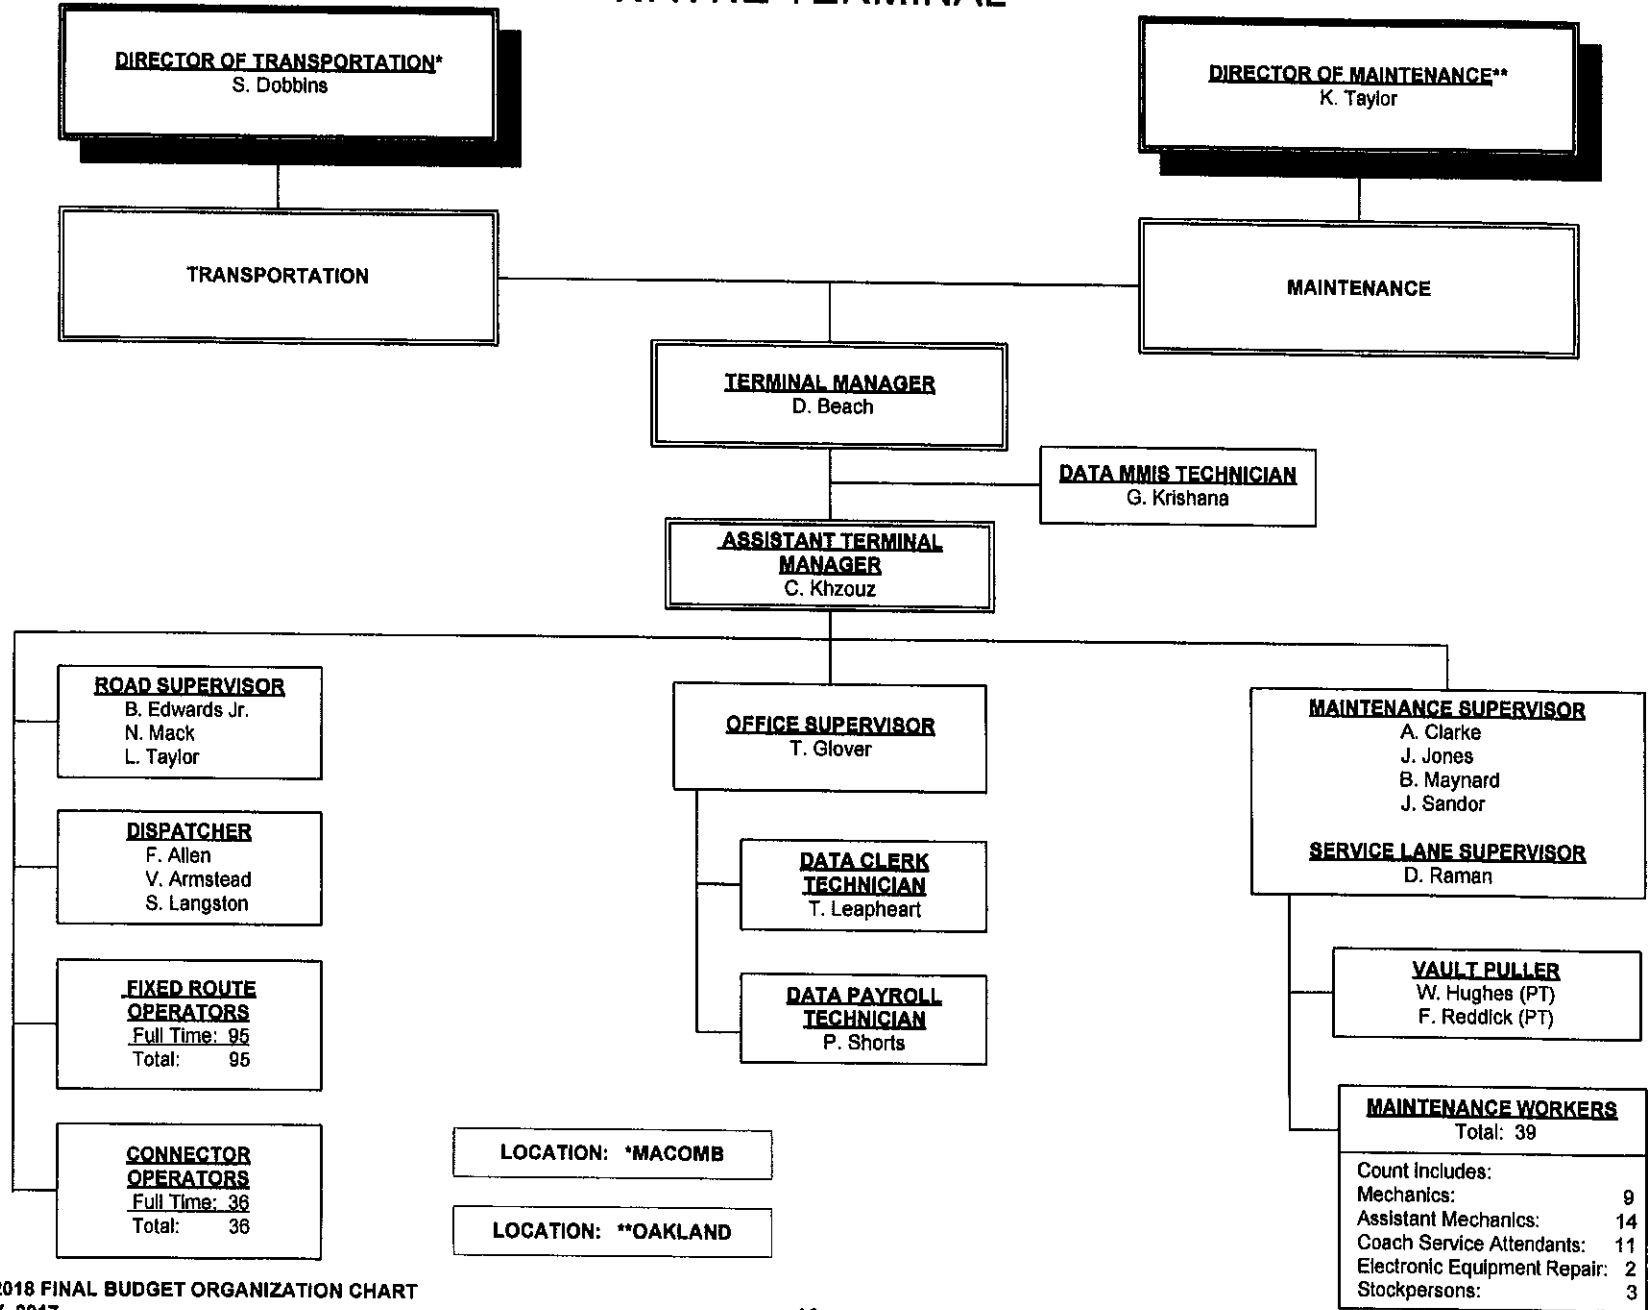 TERMINAL
DIRECTOR OF TRANSPORTATION*
S. Dobbins
DIRECTOR OF MAINTENANCE**
K. Taylor
TRANSPORTATION
MAINTENANCE
TERMINAL MANAGER
D. Beach
DATA MMIS TECHNICIAN
G. Krishana
ASSISTANT TERMINAL
MANAGER
C. Khzouz
ROAD SUPERVISOR
B. Edwards Jr.
N. Mack
L. Taylor
DISPATCHER
F. Allen
V. Armstead
S. Langston
FIXED ROUTE
OPERATORS
Full Time: 95
Total: 95
CONNECTOR
OPERATORS
Full Time: 36
Total: 36
OFFICE SUPERVISOR
T. Glover
DATA CLERK
TECHNICIAN
T. Leapheart
DATA PAYROLL
TECHNICIAN
P. Shorts
LOCATION: *MACOMB
LOCATION: **OAKLAND
MAINTENANCE SUPERVISOR
A. Clarke
J. Jones
B. Maynard
J. Sandor
SERVICE LANE SUPERVISOR
D. Raman
VAULT PULLER
W. Hughes (PT)
F. Reddick (PT)
MAINTENANCE WORKERS
Total: 39
Count includes:
Mechanics: 9
Assistant Mechanics: 14
Coach Service Attendants: 11
Electronic Equipment Repair: 2
Stockpersons: 3
2018 FINAL BUDGET ORGANIZATION CHART